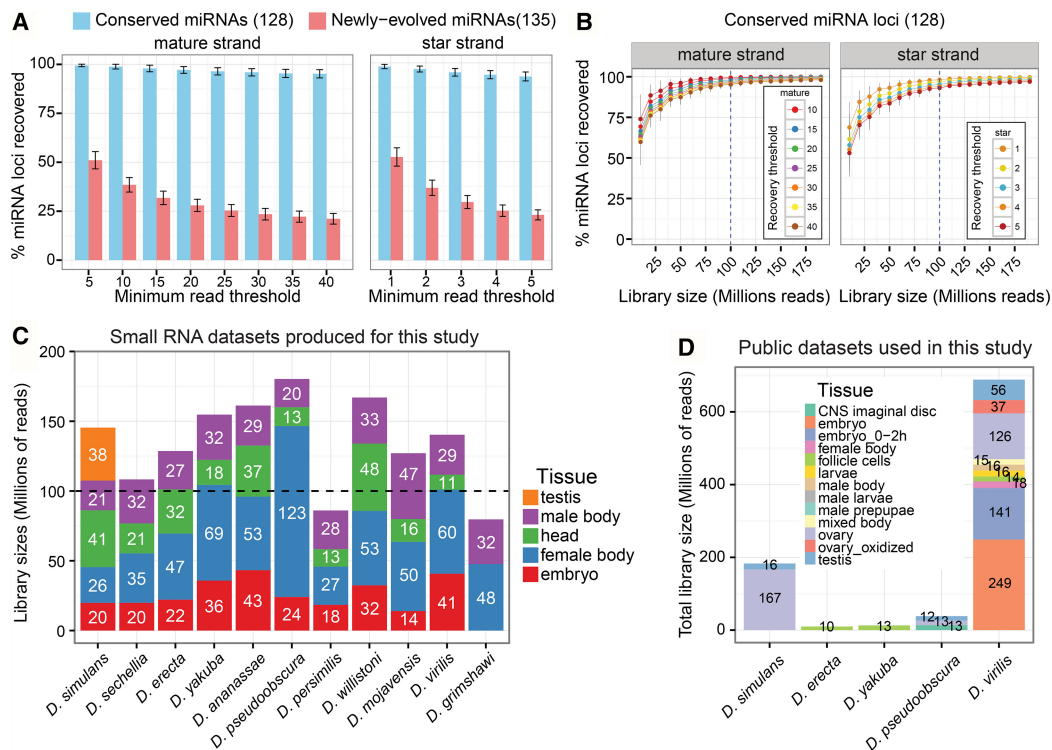 A
Conserved miRNAs (128)
Newly-evolved miRNAs(135)
mature strand
star strand
% miRNA loci recovered
100
75
50
25
0
5 10 15 20 25 30 35 40
1 2 3 4 5
Minimum read threshold
Minimum read threshold
B
Conserved miRNA loci (128)
mature strand
star strand
% miRNA loci recovered
100
75
50
25
0
Recovery threshold
mature
10
15
20
25
30
35
40
Recovery threshold
star
1
2
3
4
5
25 50 75 100 125 150 175
25 50 75 100 125 150 175
Library size (Millions reads)
Library size (Millions reads)
C
Small RNA datasets produced for this study
Library sizes (Millions of reads)
200
150
100
50
0
38
21
41
26
20
32
21
35
20
27
32
47
22
32
18
69
36
29
37
53
43
20
13
123
24
28
13
27
18
33
48
53
32
47
16
50
14
29
11
60
41
32
48
Tissue
testis
male body
head
female body
embryo
D. simulans
D. sechellia
D. erecta
D. yakuba
D. ananassae
D. pseudoobscura
D. persimilis
D. willistoni
D. mojavensis
D. virilis
D. grimshawi
D
Public datasets used in this study
Total library size (Millions of reads)
600
400
200
0
Tissue
CNS imaginal disc
embryo
embryo_0-2h
female body
follicle cells
larvae
mae body
male larvae
male prepupae
mixed body
ovary
ovary_oxidized
testis
16
167
10
13
12
13
13
56
37
126
15
16
16
14
18
141
249
D. simulans
D. erecta
D. yakuba
D. pseudoobscura
D. virilis